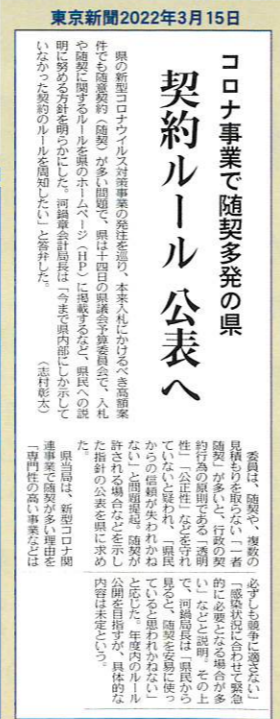 東京新聞2022年3月15日
コロナ事業で随契多発の県
契約ルール 公表へ
県の新型コロナウイルス対策事業の発注を巡り、本来入札にかけるべき高額案
件でも随意契約（随契）が多い問題で、県は十四日の県議会予算委員会で、入札
や随契に関するルールを県のホームページ（ＨＰ）に掲載するなど、県民への説
明に努める方針を明らかにした。河鍋章会計局長は「今まで県内部にしか示して
いなかった契約のルールを周知したい」と答弁した。
（志村彰太）
委員は、随契や、複数の
見積もりを取らない「一者
随契」が多いと、行政の契
約行為の原則である「透明
性」「公正性」などを守れ
ていないと疑われ、「県民
からの信頼が失われかね
ない」と問題提起。随契が
許される場合などを示し
た指針の公表を県に求め
た。
県当局は、新型コロナ関
連事業で随契が多い理由を
「専門性の高い事業などは
必ずしも競争に適さない」
「感染状況に合わせて緊急
的に必要となる場合が多
い」などと説明。その上
で、河鍋局長は「県民から
見ると、随契を安易に使っ
ていると思われかねない」
と応じた。年度内のルール
公開を目指すが、具体的な
内容は未定という。